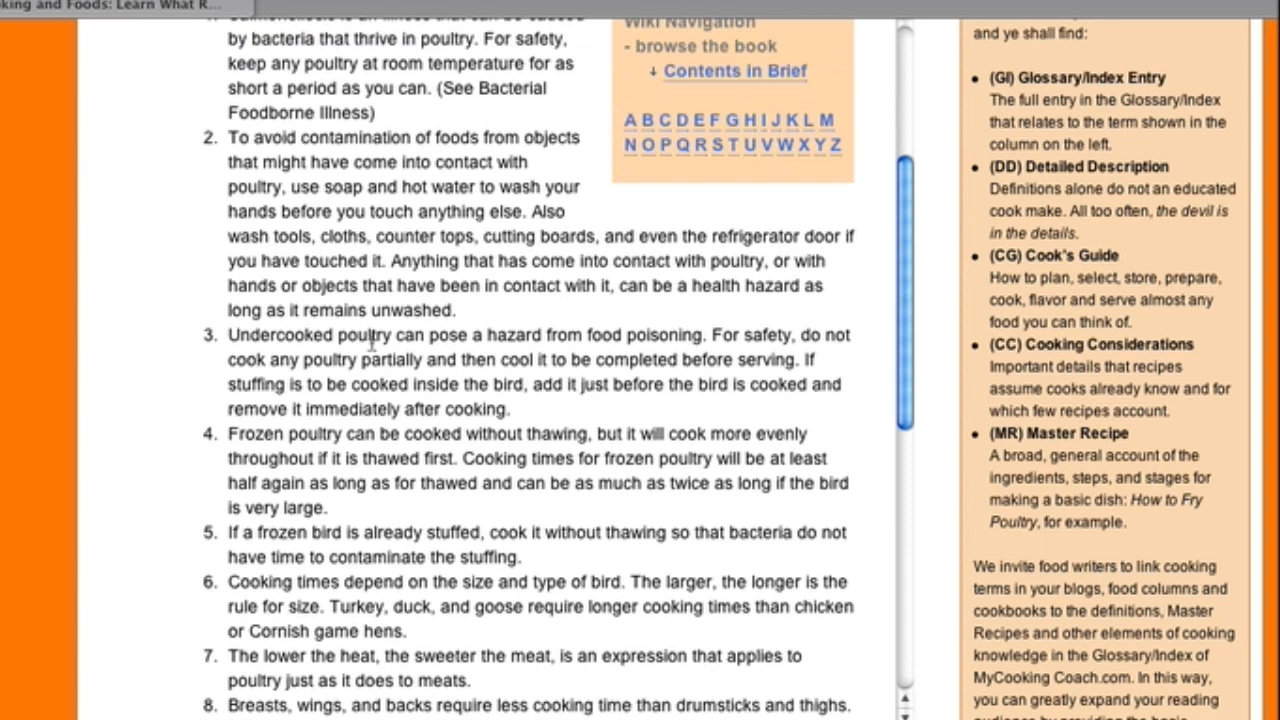 king and Foods: Learn What R...
by bacteria that thrive in poultry. For safety,
keep any poultry at room temperature for as
short a period as you can. (See Bacterial
Foodborne Illness)
2. To avoid contamination of foods from objects
that might have come into contact with
poultry, use soap and hot water to wash your
hands before you touch anything else. Also
wash tools, cloths, counter tops, cutting boards, and even the refrigerator door if
you have touched it. Anything that has come into contact with poultry, or with
hands or objects that have been in contact with it, can be a health hazard as
long as it remains unwashed.
3. Undercooked poultry can pose a hazard from food poisoning. For safety, do not
cook any poultry partially and then cool it to be completed before serving. If
stuffing is to be cooked inside the bird, add it just before the bird is cooked and
remove it immediately after cooking.
4. Frozen poultry can be cooked without thawing, but it will cook more evenly
throughout if it is thawed first. Cooking times for frozen poultry will be at least
half again as long as for thawed and can be as much as twice as long if the bird
is very large.
5. If a frozen bird is already stuffed, cook it without thawing so that bacteria do not
have time to contaminate the stuffing.
6. Cooking times depend on the size and type of bird. The larger, the longer is the
rule for size. Turkey, duck, and goose require longer cooking times than chicken
or Cornish game hens.
7. The lower the heat, the sweeter the meat, is an expression that applies to
poultry just as it does to meats.
8. Breasts, wings, and backs require less cooking time than drumsticks and thighs.
Wiki Navigation
- browse the book
↓ Contents in Brief
A B C D E F G H I J K L M
N O P Q R S T U V W X Y Z
and ye shall find:
• (GI) Glossary/Index Entry
The full entry in the Glossary/Index
that relates to the term shown in the
column on the left.
• (DD) Detailed Description
Definitions alone do not an educated
cook make. All too often, the devil is
in the details.
• (CG) Cook's Guide
How to plan, select, store, prepare,
cook, flavor and serve almost any
food you can think of.
• (CC) Cooking Considerations
Important details that recipes
assume cooks already know and for
which few recipes account.
• (MR) Master Recipe
A broad, general account of the
ingredients, steps, and stages for
making a basic dish: How to Fry
Poultry, for example.
We invite food writers to link cooking
terms in your blogs, food columns and
cookbooks to the definitions, Master
Recipes and other elements of cooking
knowledge in the Glossary/Index of
MyCooking Coach.com. In this way,
you can greatly expand your reading